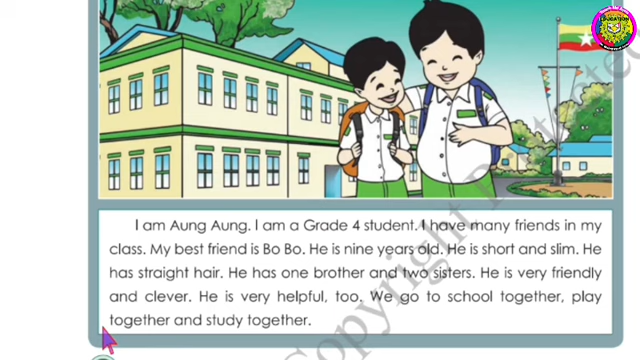 EDUCATION
I am Aung Aung. I am a Grade 4 student. I have many friends in my
class. My best friend is Bo Bo. He is nine years old. He is short and slim. He
has straight hair. He has one brother and two sisters. He is very friendly
and clever. He is very helpful, too. We go to school together, play
together and study together.
Copyright Protected